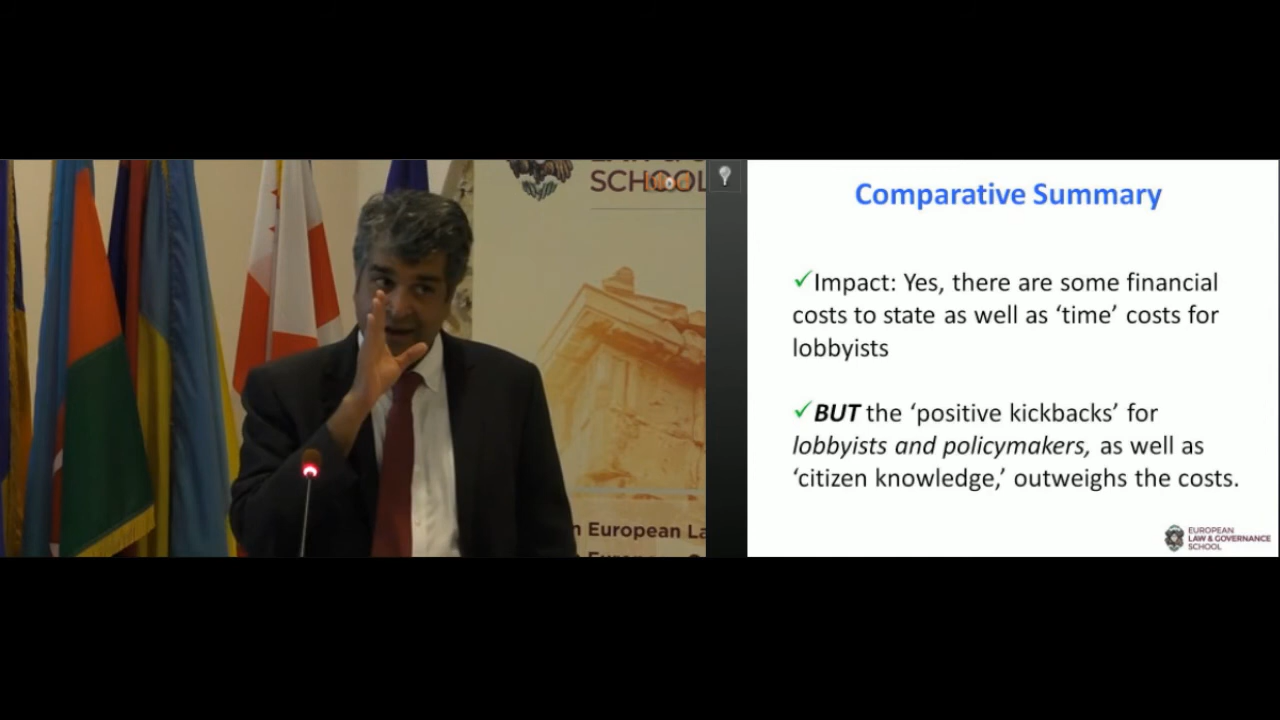 SCHOOL
n European La
Comparative Summary
✓Impact: Yes, there are some financial
costs to state as well as ‘time’ costs for
lobbyists
✓BUT the ‘positive kickbacks’ for
lobbyists and policymakers, as well as
‘citizen knowledge,’ outweighs the costs.
EUROPEAN
LAW & GOVERNANCE
SCHOOL